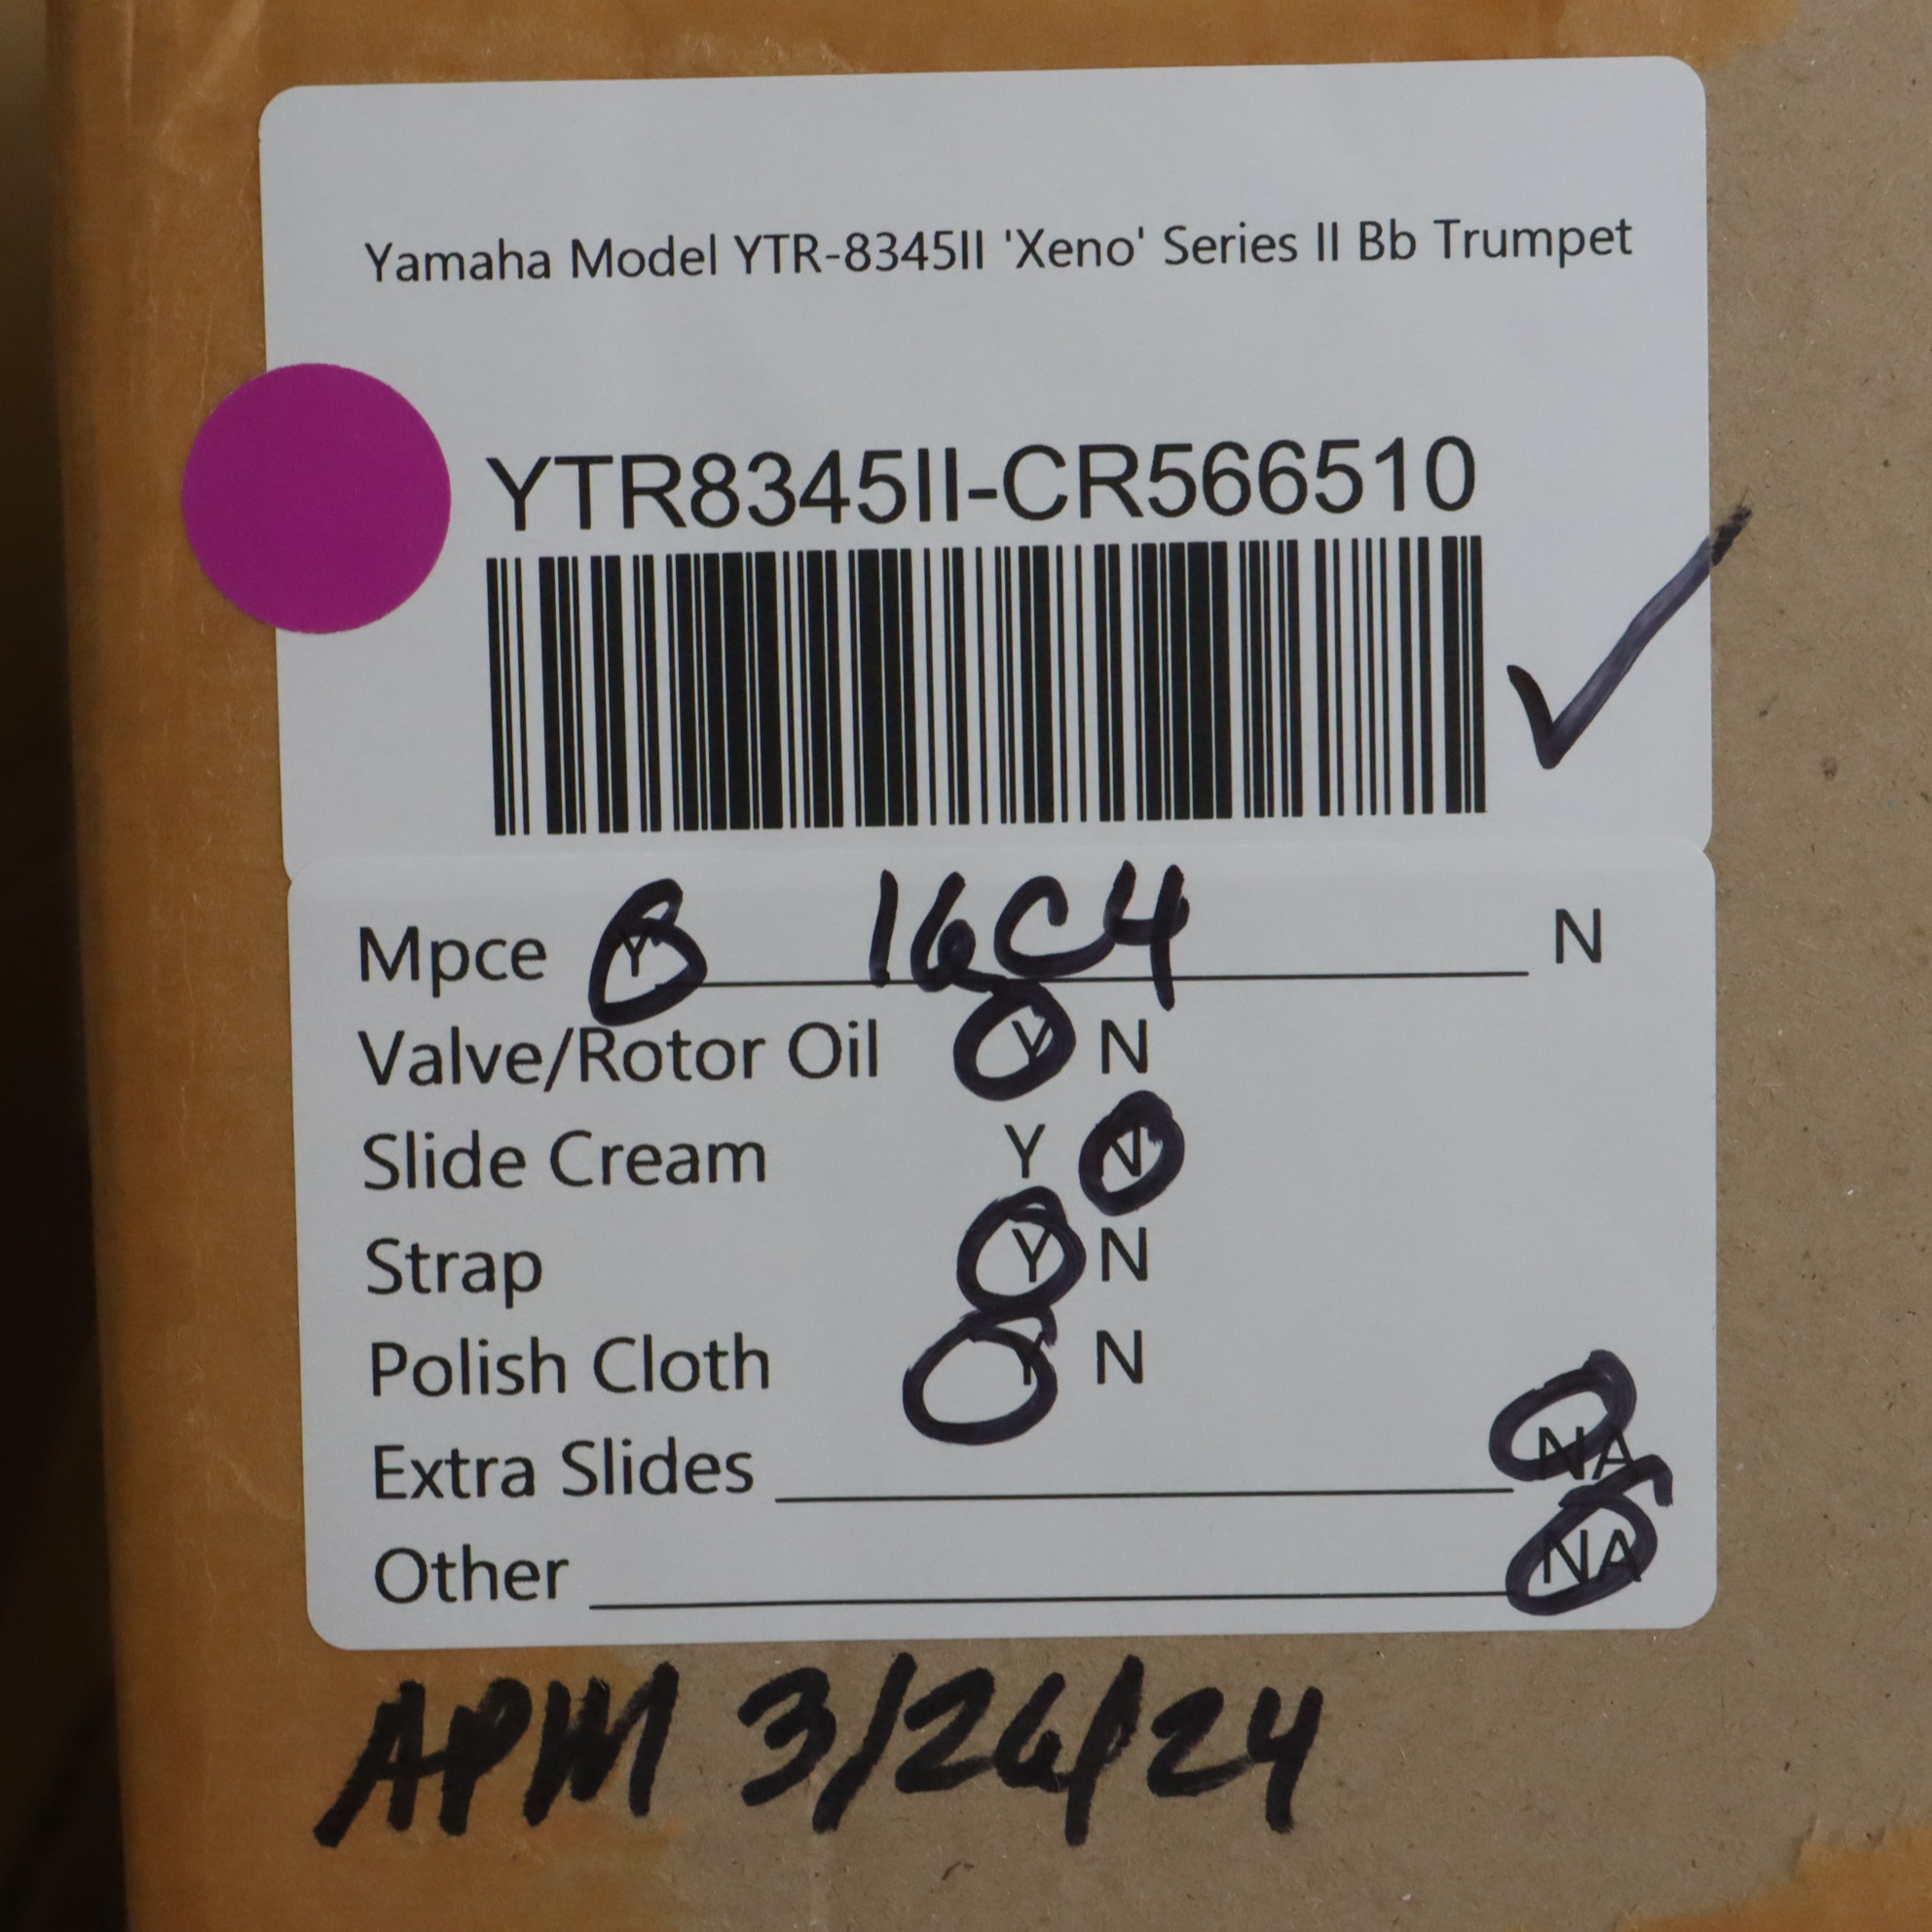 Yamaha Model YTR-8345II 'Xeno' Series II Bb Trumpet
YTR8345II-CR566510
Mpce Y 16C4 N
Valve/Rotor Oil Y N
Slide Cream Y N
Strap Y N
Polish Cloth Y N
Extra Slides NA
Other NA
APM 3/26/24